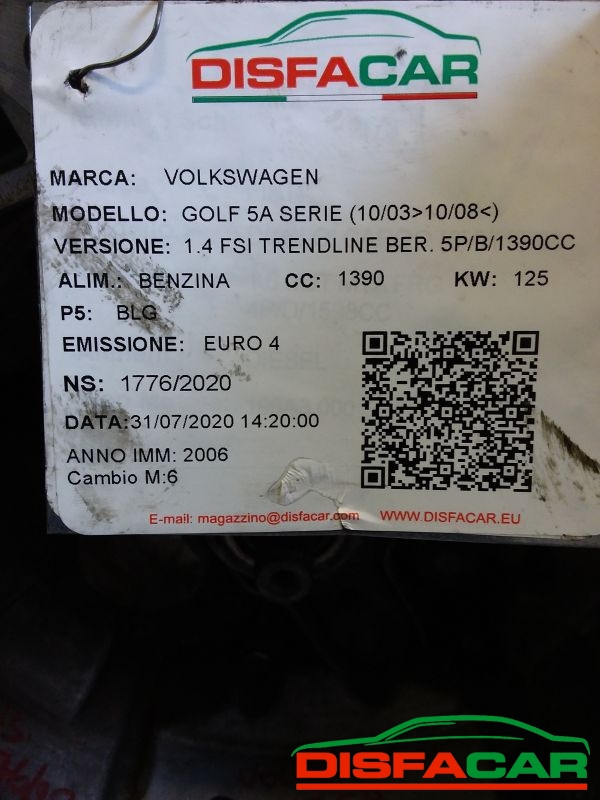 DISFACAR
MARCA: VOLKSWAGEN
MODELLO: GOLF 5A SERIE (10/03>10/08<)
VERSIONE: 1.4 FSI TRENDLINE BER. 5P/B/1390CC
ALIM.: BENZINA CC: 1390 KW: 125
P5: BLG
EMISSIONE: EURO 4
NS: 1776/2020
DATA:31/07/2020 14:20:00
ANNO IMM: 2006
Cambio M:6
E-mail: magazzino@disfacar.com WWW.DISFACAR.EU
DISFACAR